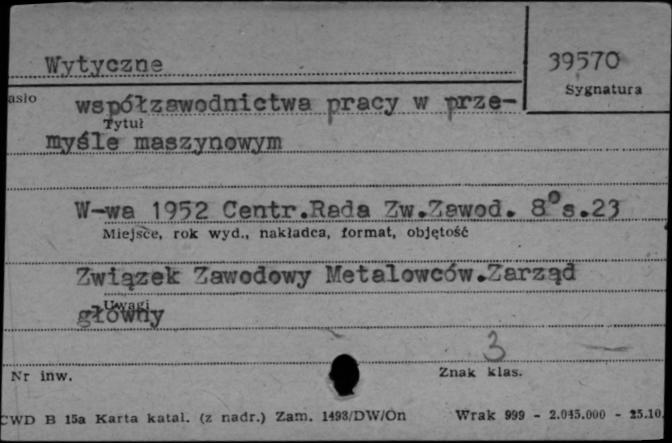 Wytyczne
39570
asło
Sygnatura
współzawodnictwa pracy w prze-
Tytuł
myśle maszynowym
W-wa 1952 Centr.Rada Zw.Zawod. 8°s.23
Miejsce, rok wyd., nakładca, format, objętość
Związek Zawodowy Metalowców.Zarząd
Uwagi
główny
3
Nr inw.
Znak klas.
CWD B 15a Karta katal. (z nadr.) Zam. 1493/DW/On Wrak 999 - 2.045.000 - 25.10.